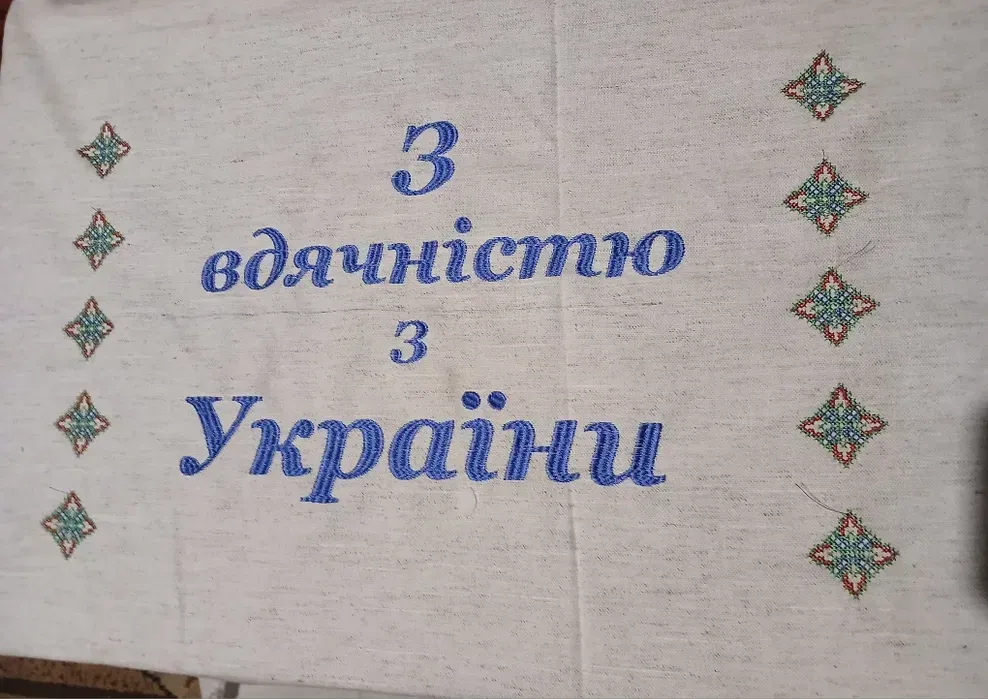 З
вдячністю
з
України